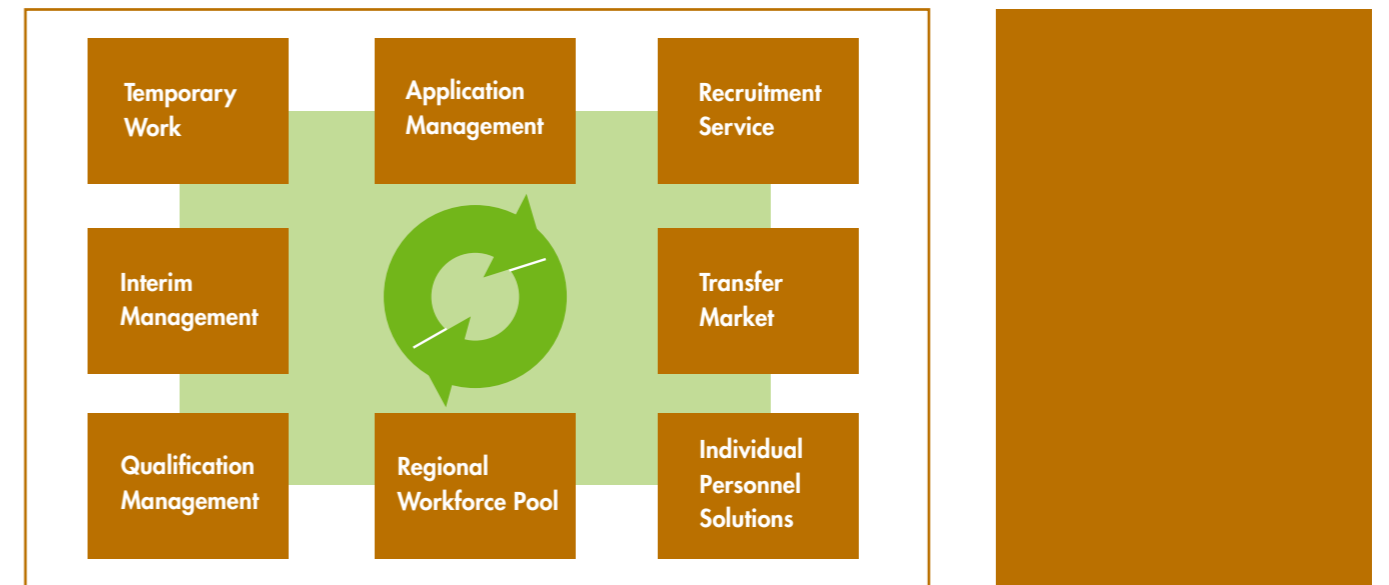 Temporary
Work
Application
Management
Recruitment
Service
Interim
Management
Transfer
Market
Qualification
Management
Regional
Workforce Pool
Individual
Personnel
Solutions